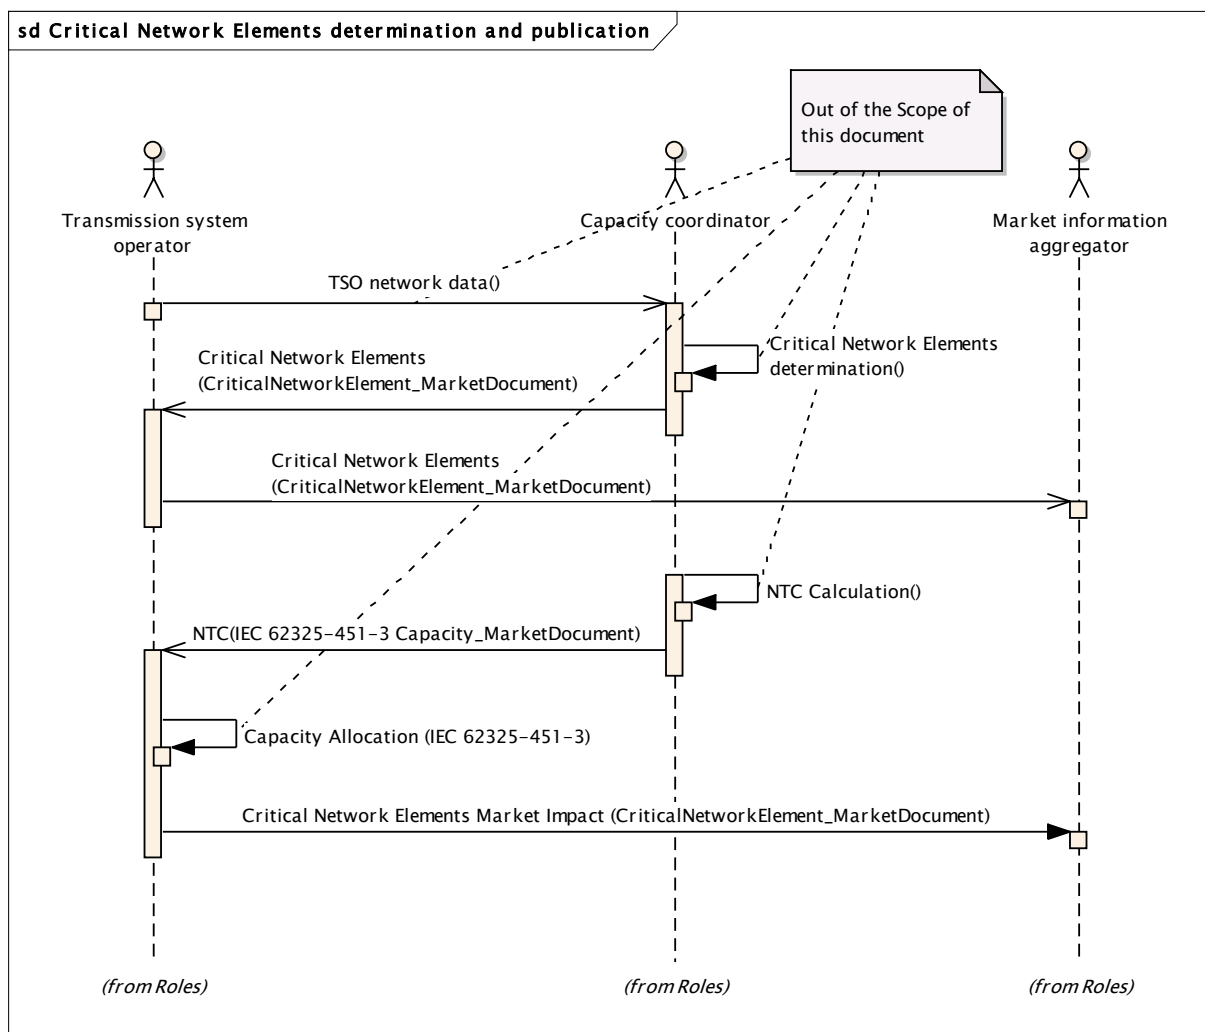 sd Critical Network Elements determination and publication
Out of the Scope of
this document
Transmission system
operator
Capacity coordinator
Market information
aggregator
TSO network data()
Critical Network Elements
determination()
Critical Network Elements
(CriticalNetworkElement_MarketDocument)
Critical Network Elements
(CriticalNetworkElement_MarketDocument)
NTC Calculation()
NTC(IEC 62325-451-3 Capacity_MarketDocument)
Capacity Allocation (IEC 62325-451-3)
Critical Network Elements Market Impact (CriticalNetworkElement_MarketDocument)
(from Roles)
(from Roles)
(from Roles)